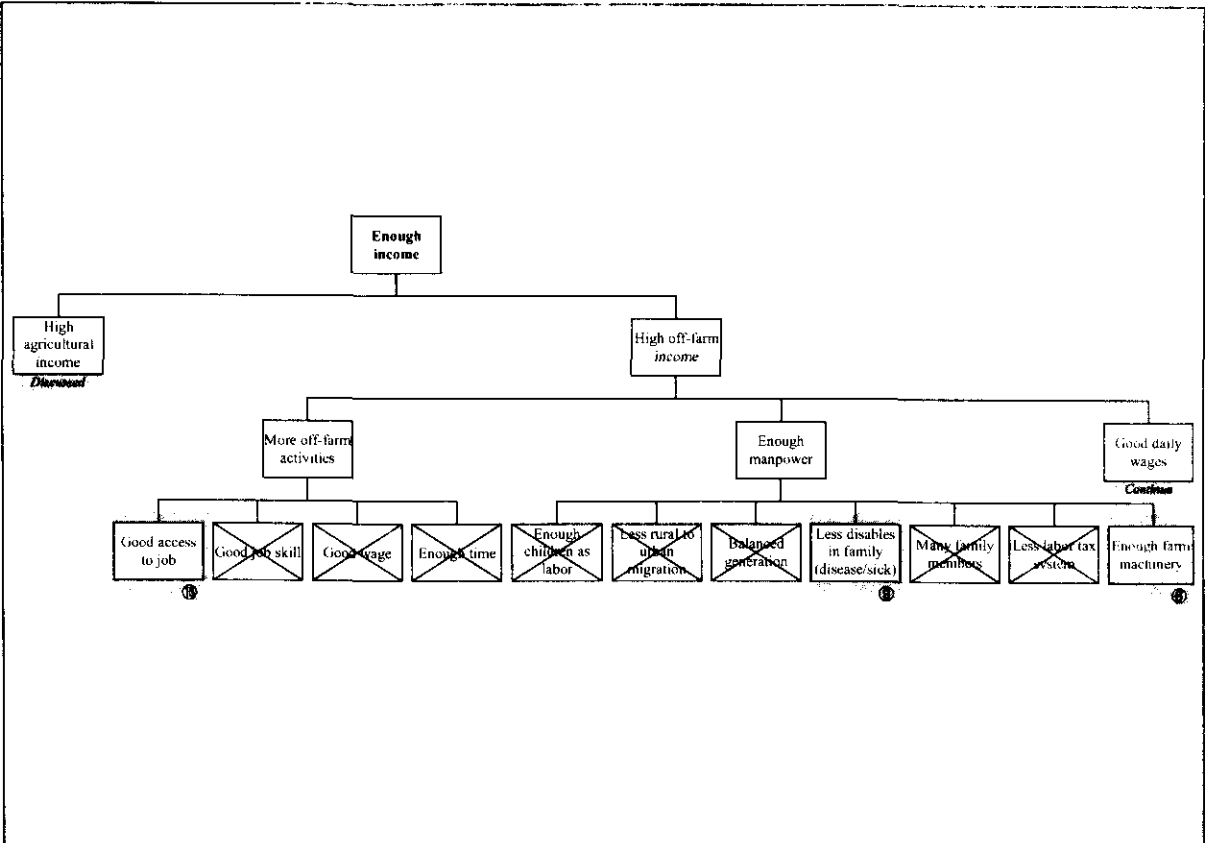 Enough
income
High
agricultural
income
Discussed
High off-farm
income
More off-farm
activities
Enough
manpower
Good daily
wages
Continue
Good access
to job
Good job skill
Good wage
Enough time
Enough
children as
labor
Less rural to
urban
migration
Balanced
generation
Less disables
in family
(disease/sick)
Many family
members
Less labor tax
system
Enough farm
machinery